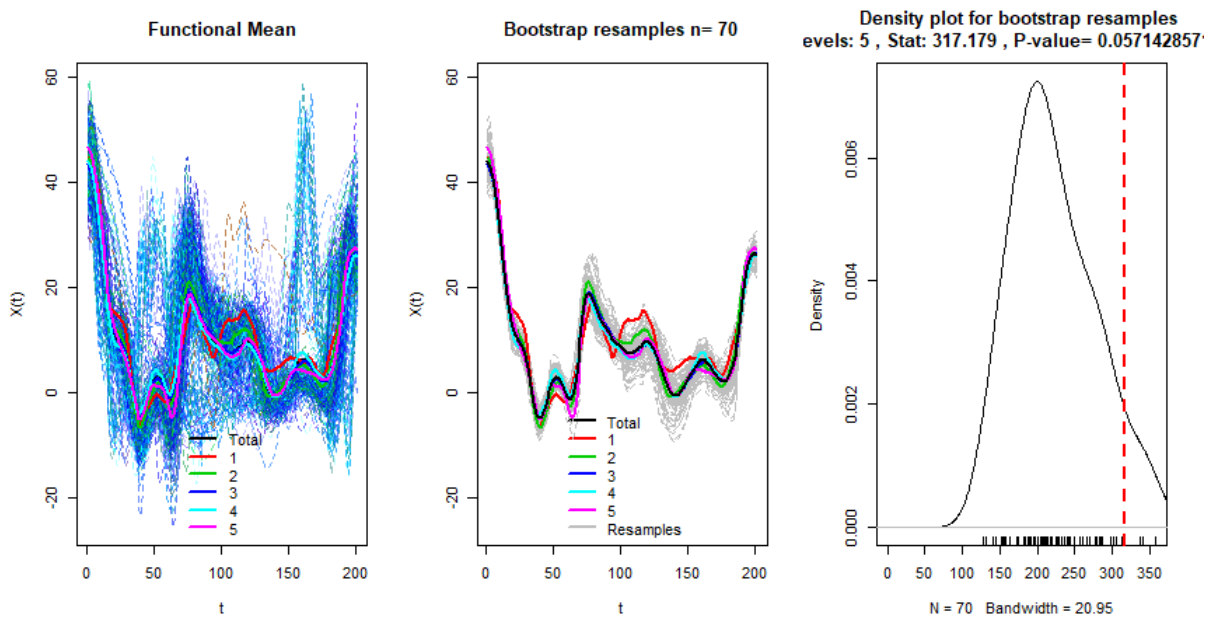 Functional Mean
X(t)
60
40
20
0
-20
Total
1
2
3
4
5
0 50 100 150 200
t
Bootstrap resamples n= 70
X(t)
60
40
20
0
-20
Total
1
2
3
4
5
Resamples
0 50 100 150 200
t
Density plot for bootstrap resamples
evels: 5 , Stat: 317.179 , P-value= 0.057142857
Density
0.006
0.004
0.002
0.000
0 50 100 150 200 250 300 350
N = 70 Bandwidth = 20.95